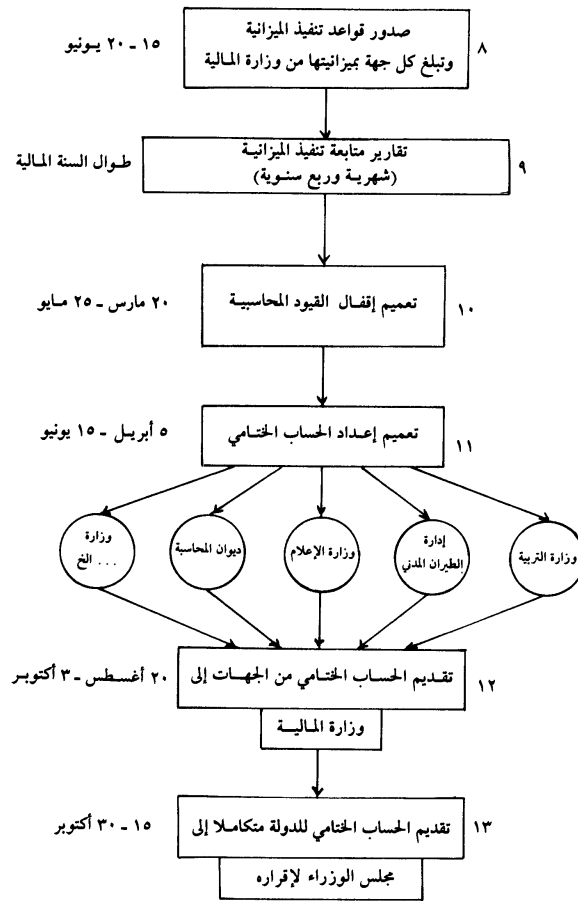 ٨
صدور قواعد تنفيذ الميزانية
وتبلغ كل جهة بميزانيتها من وزارة المالية
١٥ - ٢٠ يونيو
٩
تقارير متابعة تنفيذ الميزانية
(شهرية وربع سنوية)
طوال السنة المالية
١٠
تعميم إقفال القيود المحاسبية
٢٠ مارس - ٢٥ مايو
١١
تعميم إعداد الحساب الختامي
٥ أبريل - ١٥ يونيو
وزارة التربية
إدارة
الطيران المدني
وزارة الإعلام
ديوان المحاسبة
وزارة
... الخ
١٢
تقديم الحساب الختامي من الجهات إلى
٢٠ أغسطس - ٣ أكتوبر
وزارة المالية
١٣
تقديم الحساب الختامي للدولة متكاملا إلى
١٥ - ٣٠ أكتوبر
مجلس الوزراء لإقراره